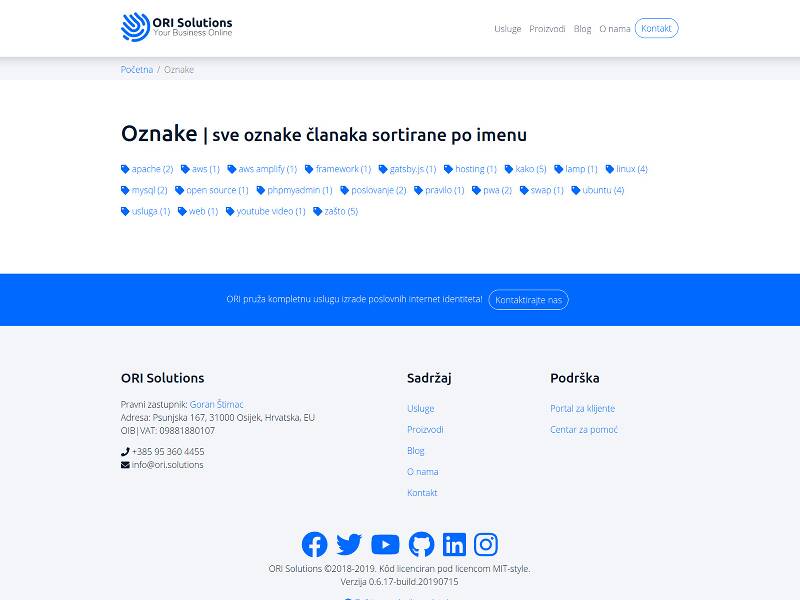 ORI Solutions
Your Business Online
Usluge Proizvodi Blog O nama Kontakt
Početna / Oznake
Oznake | sve oznake članaka sortirane po imenu
apache (2) aws (1) aws amplify (1) framework (1) gatsby.js (1) hosting (1) kako (5) lamp (1) linux (4)
mysql (2) open source (1) phpmyadmin (1) poslovanje (2) pravilo (1) pwa (2) swap (1) ubuntu (4)
usluga (1) web (1) youtube video (1) zašto (5)
ORI pruža kompletnu uslugu izrade poslovnih internet identiteta! Kontaktirajte nas
ORI Solutions
Pravni zastupnik: Goran Štimac
Adresa: Psunjska 167, 31000 Osijek, Hrvatska, EU
OIB|VAT: 09881880107
+385 95 360 4455
info@ori.solutions
Sadržaj
Usluge
Proizvodi
Blog
O nama
Kontakt
Podrška
Portal za klijente
Centar za pomoć
ORI Solutions ©2018-2019. Kôd licenciran pod licencom MIT-style.
Verzija 0.6.17-build.20190715